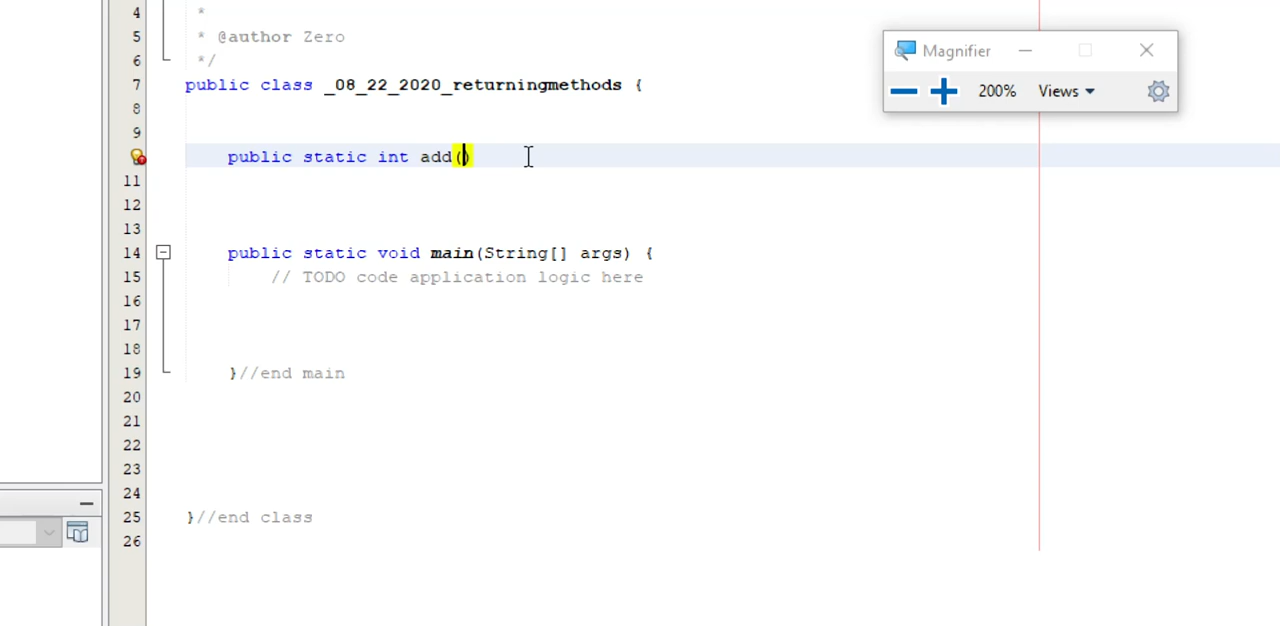 4 *
5 * @author Zero
6 */
7 public class _08_22_2020_returningmethods {
8
9
public static int add()
11
12
13
14 public static void main(String[] args) {
15 // TODO code application logic here
16
17
18
19 }//end main
20
21
22
23
24
25 }//end class
26
Magnifier
200% Views